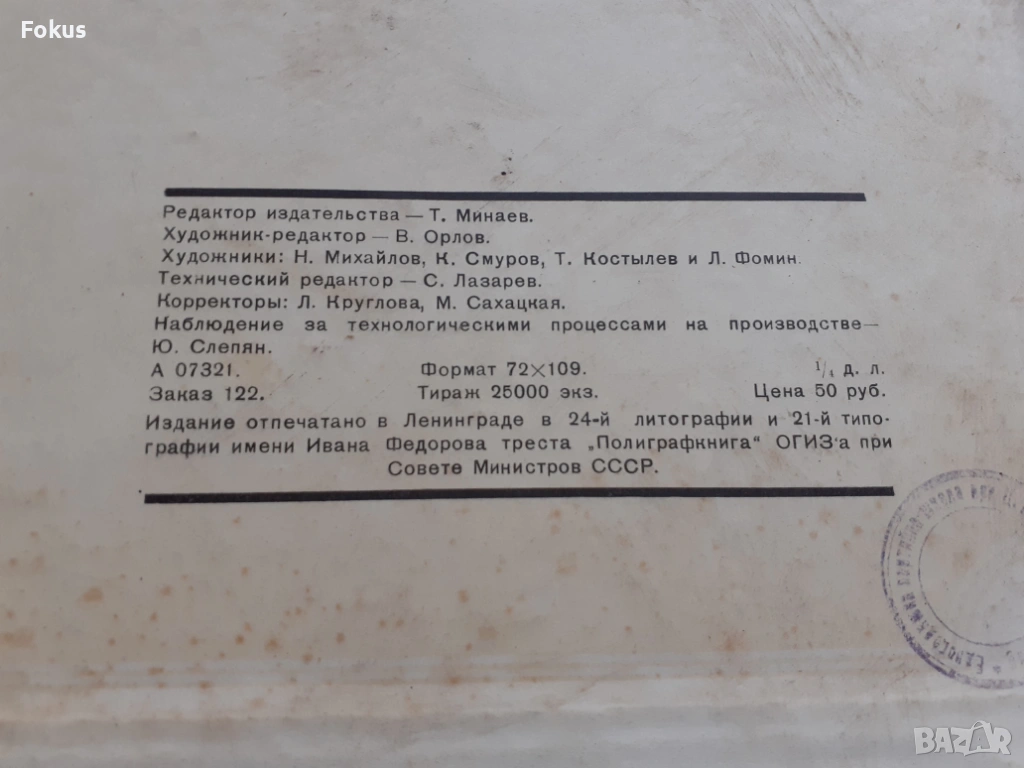 Fokus
Редактор издательства — Т. Минаев.
Художник-редактор — В. Орлов.
Художники: Н. Михайлов, К. Смуров, Т. Костылев и Л. Фомин.
Технический редактор — С. Лазарев.
Корректоры: Л. Круглова, М. Сахацкая.
Наблюдение за технологическими процессами на производстве—
Ю. Слепян.
А 07321. Формат 72×109. 1/4 д. л.
Заказ 122. Тираж 25000 экз. Цена 50 руб.
Издание отпечатано в Ленинграде в 24-й литографии и 21-й типо-
графии имени Ивана Федорова треста „Полиграфкнига" ОГИЗ'а при
Совете Министров СССР.
BAZAR